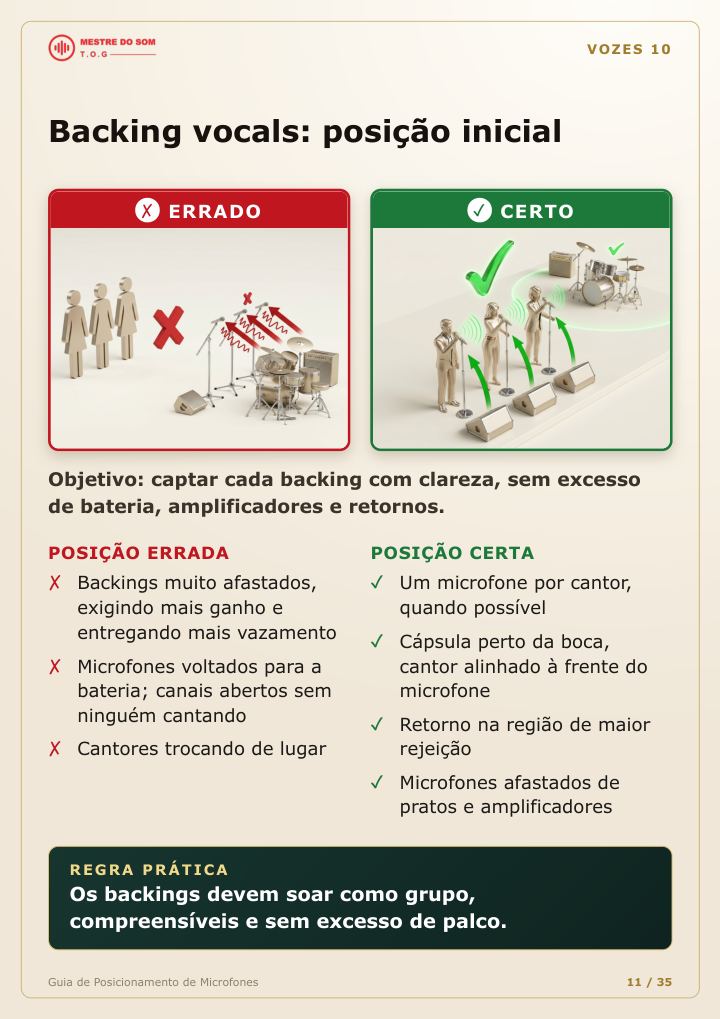 MESTRE DO SOM
T.O.G
VOZES 10
Backing vocals: posição inicial
✗ ERRADO
✓ CERTO
Objetivo: captar cada backing com clareza, sem excesso
de bateria, amplificadores e retornos.
POSIÇÃO ERRADA
✗ Backings muito afastados,
exigindo mais ganho e
entregando mais vazamento
✗ Microfones voltados para a
bateria; canais abertos sem
ninguém cantando
✗ Cantores trocando de lugar
POSIÇÃO CERTA
✓ Um microfone por cantor,
quando possível
✓ Cápsula perto da boca,
cantor alinhado à frente do
microfone
✓ Retorno na região de maior
rejeição
✓ Microfones afastados de
pratos e amplificadores
REGRA PRÁTICA
Os backings devem soar como grupo,
compreensíveis e sem excesso de palco.
Guia de Posicionamento de Microfones
11 / 35